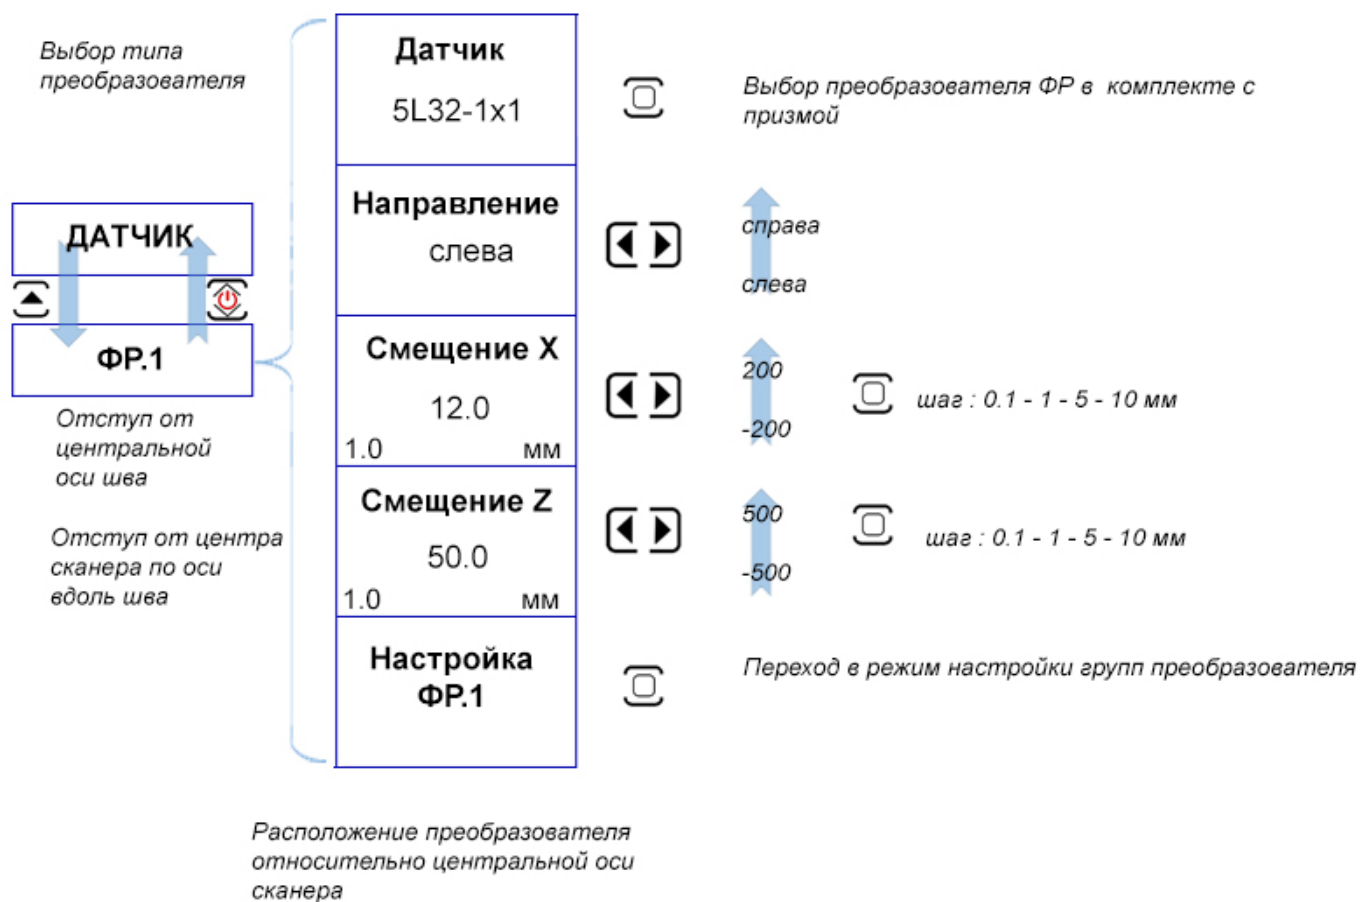 Выбор типа
преобразователя
Датчик
5L32-1x1
Выбор преобразователя ФР в комплекте с
призмой
ДАТЧИК
ФР.1
Направление
слева
справа
слева
Смещение X
12.0
1.0 мм
200
-200
шаг : 0.1 - 1 - 5 - 10 мм
Отступ от
центральной
оси шва
Смещение Z
50.0
1.0 мм
500
-500
шаг : 0.1 - 1 - 5 - 10 мм
Отступ от центра
сканера по оси
вдоль шва
Настройка
ФР.1
Переход в режим настройки групп преобразователя
Расположение преобразователя
относительно центральной оси
сканера